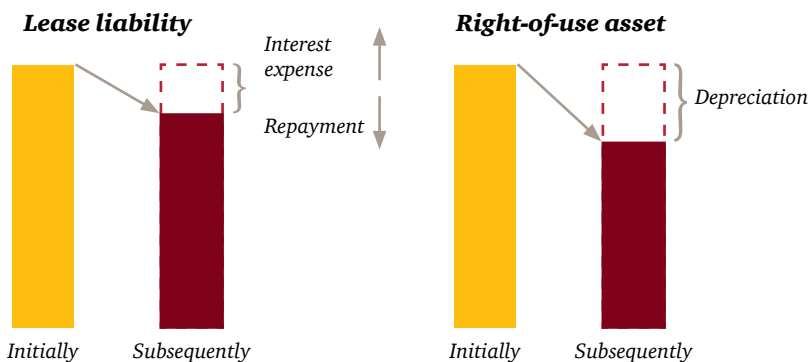 Lease liability
Interest
expense
Repayment
Initially
Subsequently
Right-of-use asset
Depreciation
Initially
Subsequently